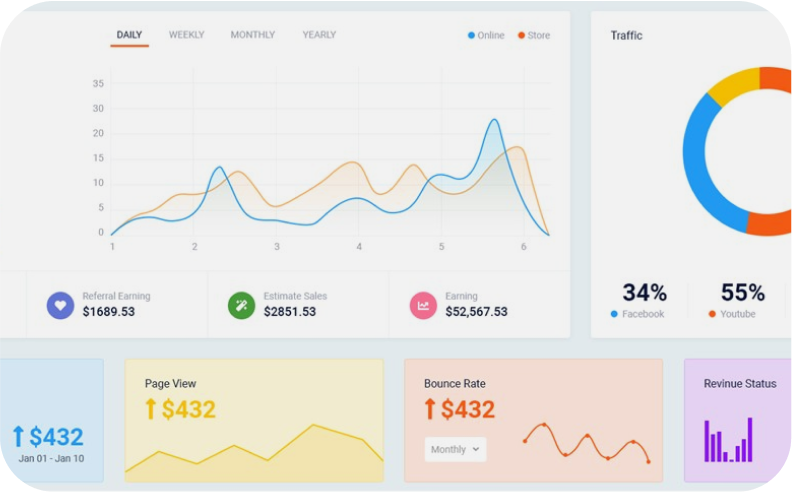 DAILY WEEKLY MONTHLY YEARLY
Online Store
35
30
20
15
10
5
0
1 2 3 4 5 6
Referral Earning
$1689.53
Estimate Sales
$2851.53
Earning
$52,567.53
Traffic
34%
Facebook
55%
Youtube
$432
Jan 01 - Jan 10
Page View
$432
Bounce Rate
$432
Monthly
Revinue Status